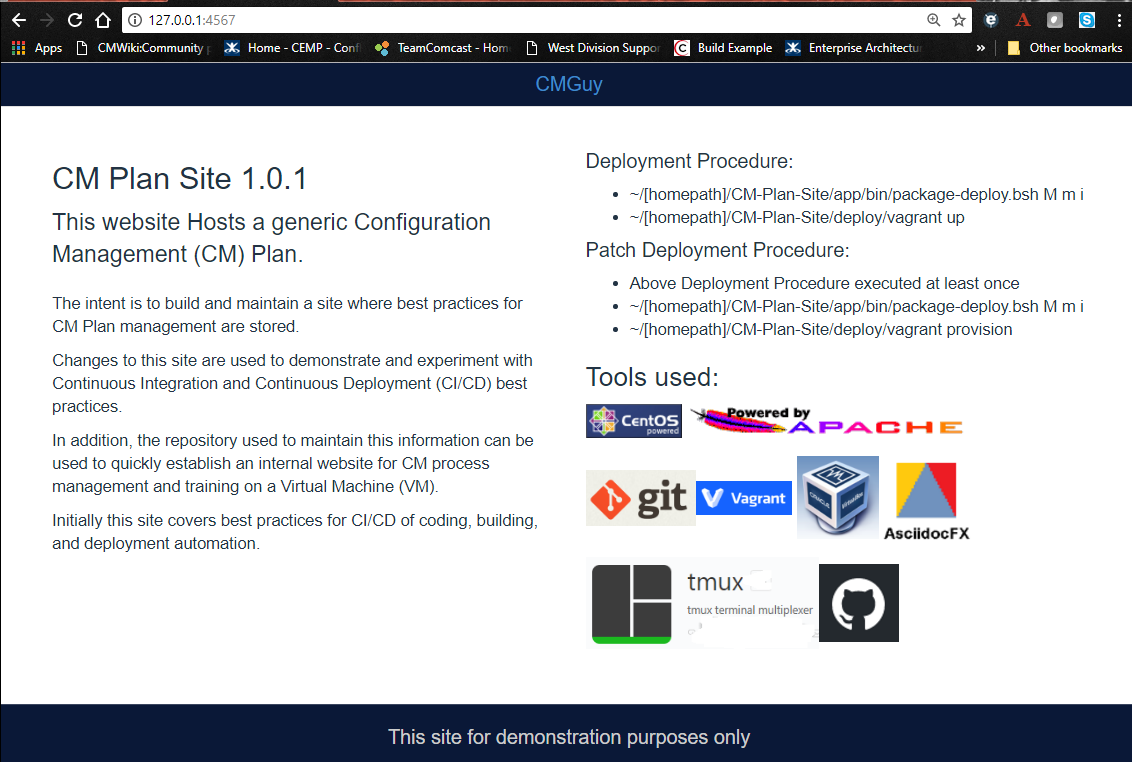 127.0.0.1:4567
Apps
CMWiki:Community
Home - CEMP - Conf
TeamComcast - Hom
West Division Suppor
Build Example
Enterprise Architectu
»
Other bookmarks
CMGuy
CM Plan Site 1.0.1
This website Hosts a generic Configuration
Management (CM) Plan.
The intent is to build and maintain a site where best practices for
CM Plan management are stored.
Changes to this site are used to demonstrate and experiment with
Continuous Integration and Continuous Deployment (CI/CD) best
practices.
In addition, the repository used to maintain this information can be
used to quickly establish an internal website for CM process
management and training on a Virtual Machine (VM).
Initially this site covers best practices for CI/CD of coding, building,
and deployment automation.
Deployment Procedure:
• ~/[homepath]/CM-Plan-Site/app/bin/package-deploy.bsh M m i
• ~/[homepath]/CM-Plan-Site/deploy/vagrant up
Patch Deployment Procedure:
• Above Deployment Procedure executed at least once
• ~/[homepath]/CM-Plan-Site/app/bin/package-deploy.bsh M m i
• ~/[homepath]/CM-Plan-Site/deploy/vagrant provision
Tools used:
CentOS
powered
Powered by
APACHE
git
Vagrant
ORACLE
VirtualBox
AsciidocFX
tmux
tmux terminal multiplexer
This site for demonstration purposes only